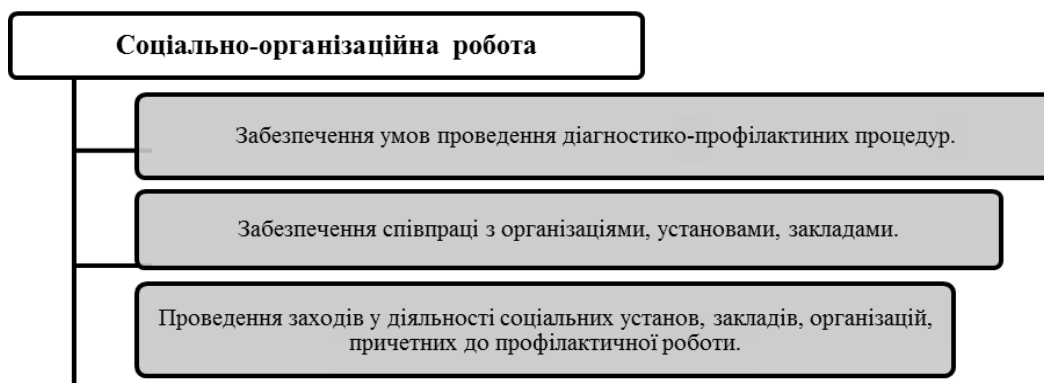 Соціально-організаційна робота
Забезпечення умов проведення діагностико-профілактиних процедур.
Забезпечення співпраці з організаціями, установами, закладами.
Проведення заходів у діяльності соціальних установ, закладів, організацій,
причетних до профілактичної роботи.